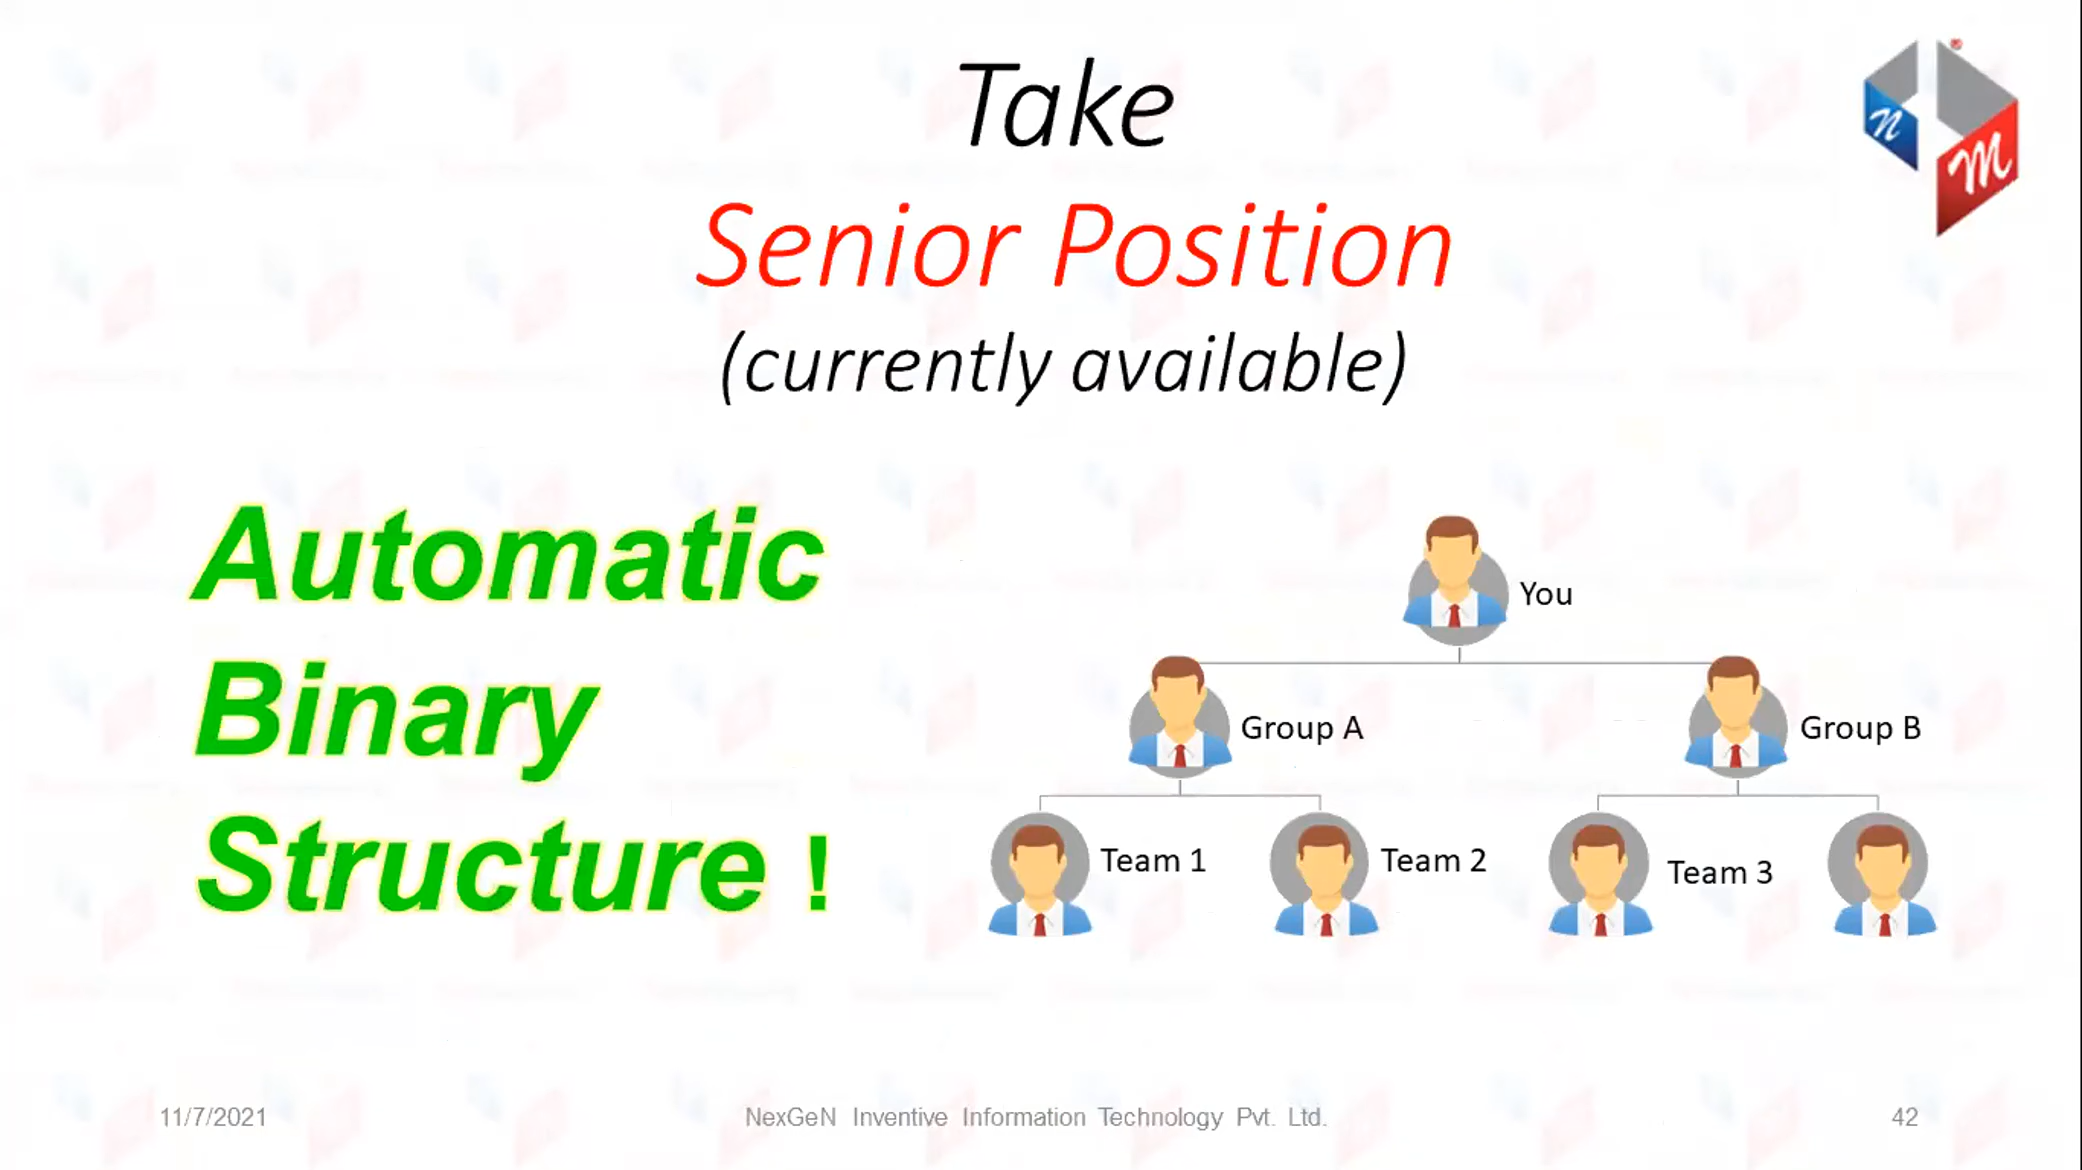 Take
Senior Position
(currently available)
Automatic
Binary
Structure !
You
Group A
Group B
Team 1
Team 2
Team 3
n
M
®
11/7/2021
NexGeN Inventive Information Technology Pvt. Ltd.
42